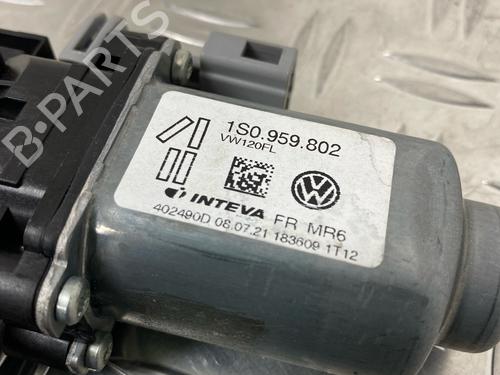 B-PARTS
1S0.959.802
VW120FL
INTEVA FR MR6
402490D 08.07.21 183609 1T12